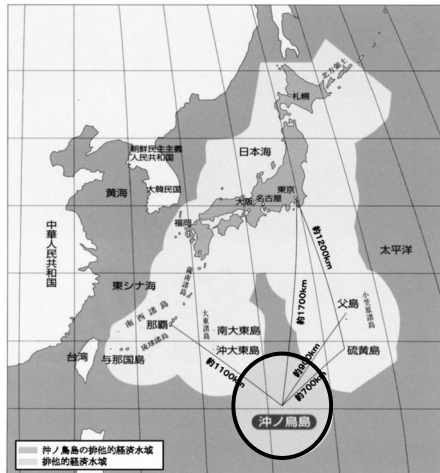 北方領土
札幌
朝鮮民主主義
人民共和国
日本海
大韓民国
東京
名古屋
大阪
黄海
福岡
中華人民共和国
太平洋
約1200km
約1700km
東シナ海
薩南諸島
南西諸島
小笠原諸島
父島
那覇
大東諸島
南大東島
琉球諸島
沖大東島
硫黄島
台湾
与那国島
約1100km
約900km
約700km
沖ノ鳥島
沖ノ鳥島の排他的経済水域
排他的経済水域